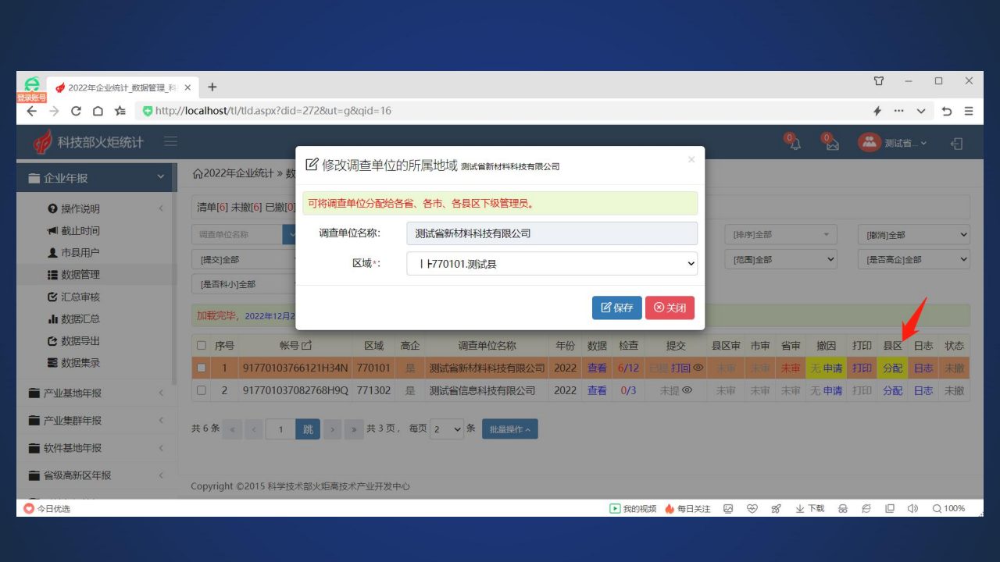 2022年企业统计_数据管理_科
登录账号
http://localhost/tl/tld.aspx?did=272&ut=g&qid=16
科技部火炬统计
0
0
测试省...
企业年报
操作说明
截止时间
市县用户
数据管理
汇总审核
数据汇总
数据导出
数据集录
产业基地年报
产业集群年报
软件基地年报
省级高新区年报
2022年企业统计 » 数
清单[6] 未撤[6] 已撤[0]
调查单位名称
[排序]全部
[撤消]全部
[提交]全部
[范围]全部
[是否高企]全部
[是否科小]全部
加载完毕，2022年12月2
修改调查单位的所属地域 测试省新材料科技有限公司
×
可将调查单位分配给各省、各市、各县区下级管理员。
调查单位名称: 测试省新材料科技有限公司
区域*: 丨├770101.测试县
保存 关闭
序号 帐号 区域 高企 调查单位名称 年份 数据 检查 提交 县区审 市审 省审 撤因 打印 县区 日志 状态
1 91770103766121H34N 770101 是 测试省新材料科技有限公司 2022 查看 6/12 已提 打回 未审 未审 未审 无 申请 打印 分配 日志 未撤
2 917701037082768H9Q 771302 是 测试省信息科技有限公司 2022 查看 0/3 未提 未审 未审 未审 无 申请 打印 分配 日志 未撤
共 6 条 « ‹ 1 跳 › » 共 3 页， 每页 2 条 批量操作
Copyright ©2015 科学技术部火炬高技术产业开发中心
今日优选
我的视频 每日关注 下载 100%